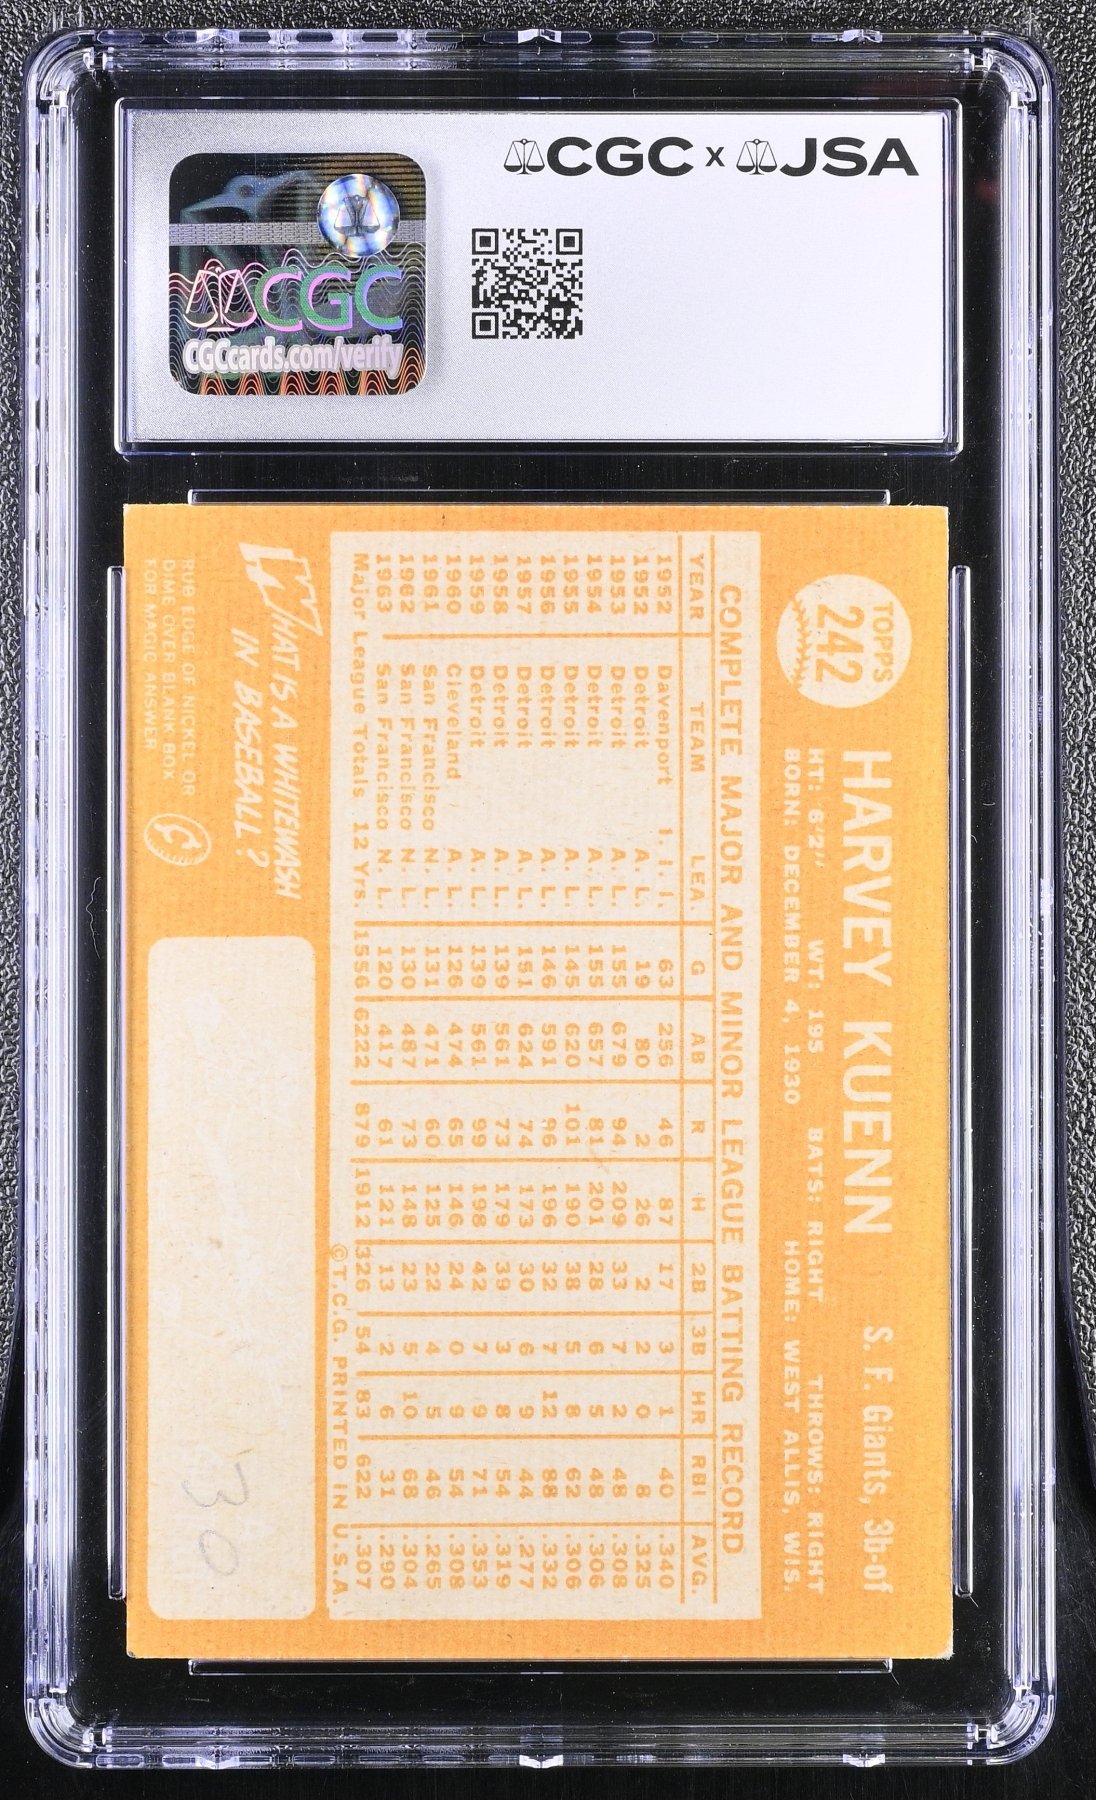 CGC x JSA
CGC
CGCcards.com/verify
TOPPS
242
HARVEY KUENN S. F. Giants, 3b-of
HT: 6'2" WT: 195 BATS: RIGHT THROWS: RIGHT
BORN: DECEMBER 4, 1930 HOME: WEST ALLIS, WIS.
COMPLETE MAJOR AND MINOR LEAGUE BATTING RECORD
YEAR TEAM LEA. G AB R H 2B 3B HR RBI AVG.
1952 Davenport I. I. I. 63 256 46 87 17 3 1 40 .340
1952 Detroit A. L. 19 80 2 26 2 2 0 8 .325
1953 Detroit A. L. 155 679 94 209 33 7 2 48 .308
1954 Detroit A. L. 155 657 81 201 28 6 5 48 .306
1955 Detroit A. L. 145 620 101 190 38 5 8 62 .306
1956 Detroit A. L. 146 591 96 196 32 7 12 88 .332
1957 Detroit A. L. 151 624 74 173 30 6 9 44 .277
1958 Detroit A. L. 139 561 73 179 39 3 8 54 .319
1959 Detroit A. L. 139 561 99 198 42 7 9 71 .353
1960 Cleveland A. L. 126 474 65 146 24 0 9 54 .308
1961 San Francisco N. L. 131 471 60 125 22 4 5 46 .265
1962 San Francisco N. L. 130 487 73 148 23 5 10 68 .304
1963 San Francisco N. L. 120 417 61 121 13 2 6 31 .290
Major League Totals 12 Yrs. 1556 6222 879 1912 326 54 83 622 .307
©T.C.G. PRINTED IN U.S.A.
WHAT IS A WHITEWASH
IN BASEBALL?
RUB EDGE OF NICKEL OR
DIME OVER BLANK BOX
FOR MAGIC ANSWER
30